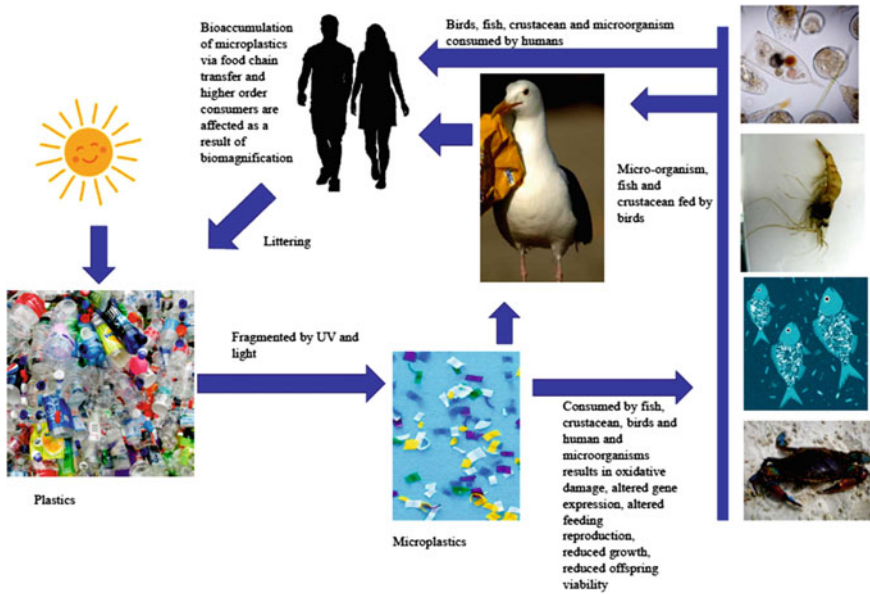 Bioaccumulation
of microplastics
via food chain
transfer and
higher order
consumers are
affected as a
result of
biomagnification
Birds, fish, crustacean and microorganism
consumed by humans
Micro-organism,
fish and
crustacean fed by
birds
Littering
Fragmented by UV and
light
Plastics
Microplastics
Consumed by fish,
crustacean, birds and
human and
microorganisms
results in oxidative
damage, altered gene
expression, altered
feeding
reproduction,
reduced growth,
reduced offspring
viability